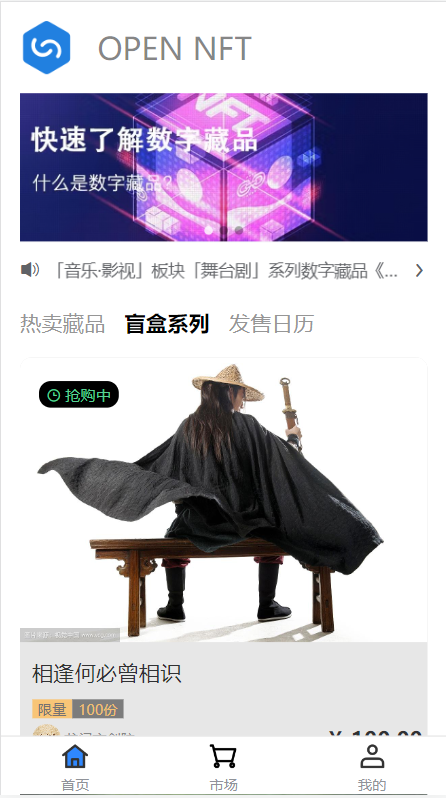 OPEN NFT
NFT
快速了解数字藏品
什么是数字藏品?
「音乐·影视」板块「舞台剧」系列数字藏品《...
热卖藏品 盲盒系列 发售日历
抢购中
相逢何必曾相识
限量 100份
首页 市场 我的